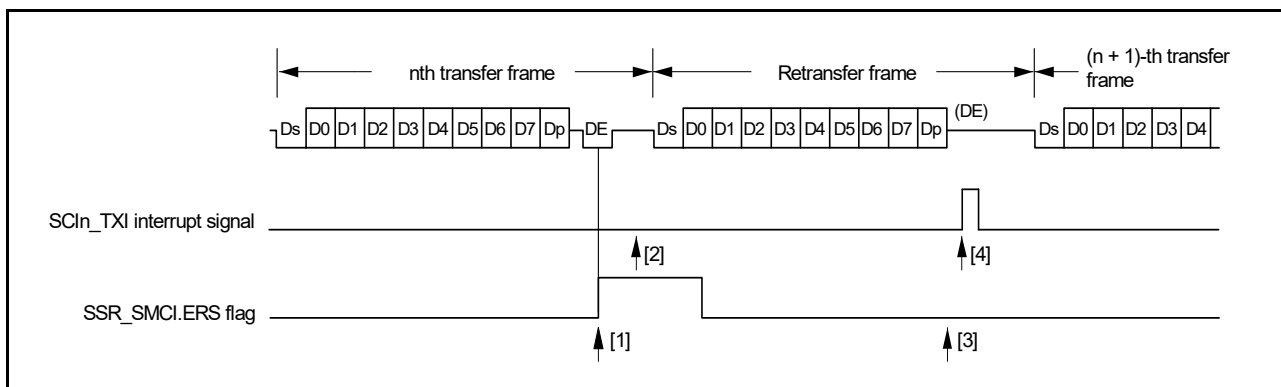 nth transfer frame
Retransfer frame
(n + 1)-th transfer
frame
Ds D0 D1 D2 D3 D4 D5 D6 D7 Dp DE
Ds D0 D1 D2 D3 D4 D5 D6 D7 Dp (DE)
Ds D0 D1 D2 D3 D4
SCIn_TXI interrupt signal
[2]
[4]
SSR_SMCI.ERS flag
[1]
[3]